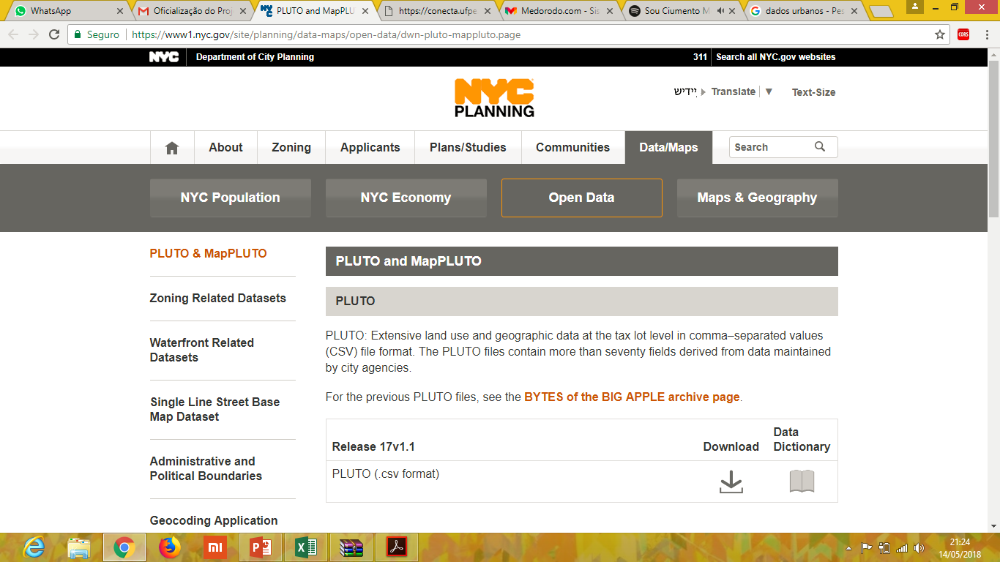 WhatsApp
Oficialização do Proj
PLUTO and MapPLU
https://conecta.ufpe
Medorodo.com - Sis
Sou Ciumento M
dados urbanos - Pes
Seguro
https://www1.nyc.gov/site/planning/data-maps/open-data/dwn-pluto-mappluto.page
CORS
NYC
Department of City Planning
311
Search all NYC.gov websites
NYC
PLANNING
ייִדיש
Translate
Text-Size
About
Zoning
Applicants
Plans/Studies
Communities
Data/Maps
Search
NYC Population
NYC Economy
Open Data
Maps & Geography
PLUTO & MapPLUTO
Zoning Related Datasets
Waterfront Related
Datasets
Single Line Street Base
Map Dataset
Administrative and
Political Boundaries
Geocoding Application
PLUTO and MapPLUTO
PLUTO
PLUTO: Extensive land use and geographic data at the tax lot level in comma–separated values
(CSV) file format. The PLUTO files contain more than seventy fields derived from data maintained
by city agencies.
For the previous PLUTO files, see the BYTES of the BIG APPLE archive page.
Release 17v1.1
Download
Data
Dictionary
PLUTO (.csv format)
21:24
14/05/2018